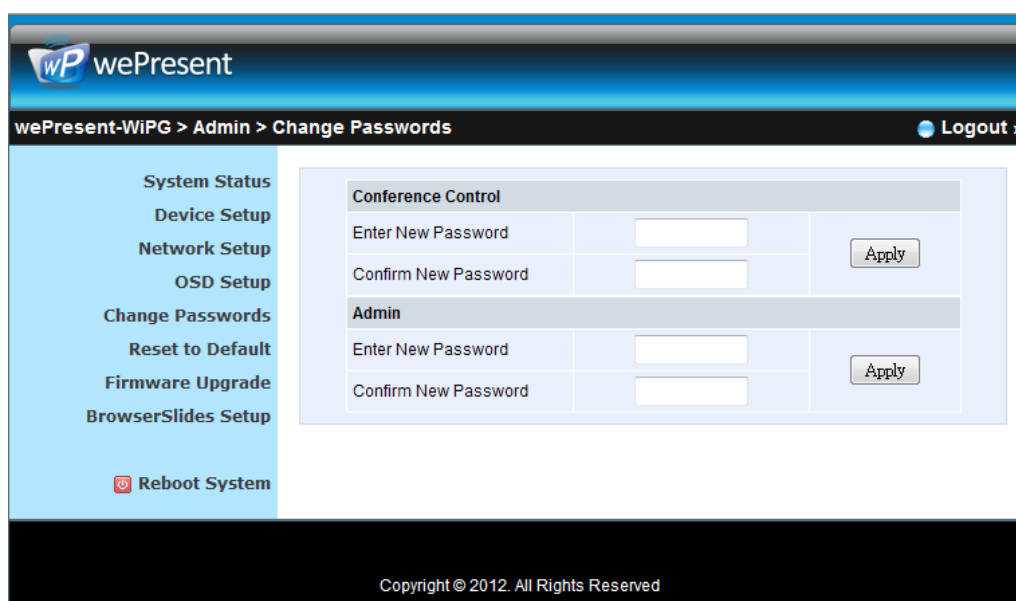 wP wePresent
wePresent-WiPG > Admin > Change Passwords
Logout
System Status
Device Setup
Network Setup
OSD Setup
Change Passwords
Reset to Default
Firmware Upgrade
BrowserSlides Setup
Reboot System
Conference Control
Enter New Password
Confirm New Password
Apply
Admin
Enter New Password
Confirm New Password
Apply
Copyright © 2012. All Rights Reserved